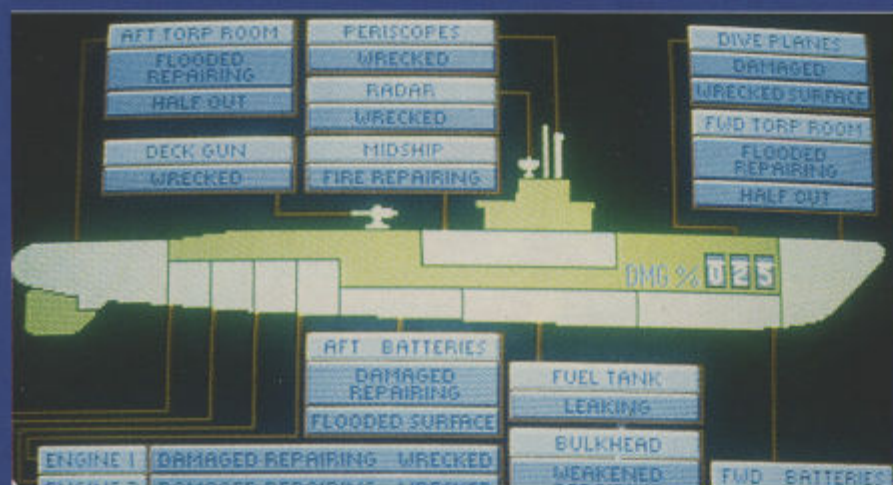 AFT TORP ROOM
FLOODED
REPAIRING
HALF OUT
PERISCOPES
WRECKED
RADAR
WRECKED
DECK GUN
WRECKED
MIDSHIP
FIRE REPAIRING
DIVE PLANES
DAMAGED
WRECKED SURFACE
FWD TORP ROOM
FLOODED
REPAIRING
HALF OUT
DMG % 025
AFT BATTERIES
DAMAGED
REPAIRING
FLOODED SURFACE
FUEL TANK
LEAKING
BULKHEAD
WEAKENED
FWD BATTERIES
ENGINE 1 DAMAGED REPAIRING WRECKED